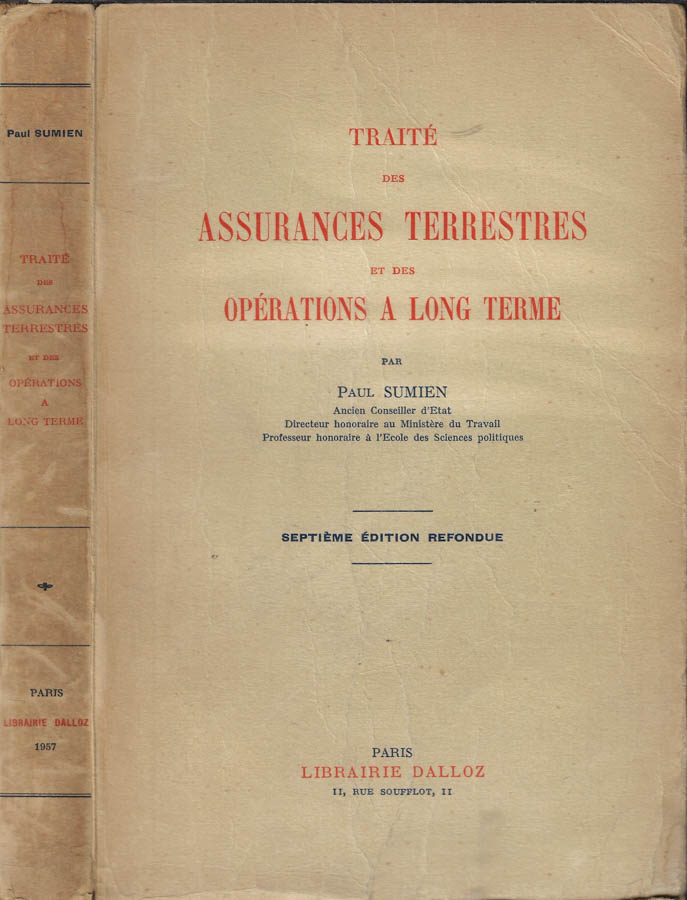 Paul SUMIEN
TRAITÉ
DES
ASSURANCES
TERRESTRES
ET DES
OPÉRATIONS
A
LONG TERME
PARIS
LIBRAIRIE DALLOZ
1957
TRAITÉ
DES
ASSURANCES TERRESTRES
ET DES
OPÉRATIONS A LONG TERME
PAR
PAUL SUMIEN
Ancien Conseiller d'Etat
Directeur honoraire au Ministère du Travail
Professeur honoraire à l'Ecole des Sciences politiques
SEPTIÈME ÉDITION REFONDUE
PARIS
LIBRAIRIE DALLOZ
II, RUE SOUFFLOT, II